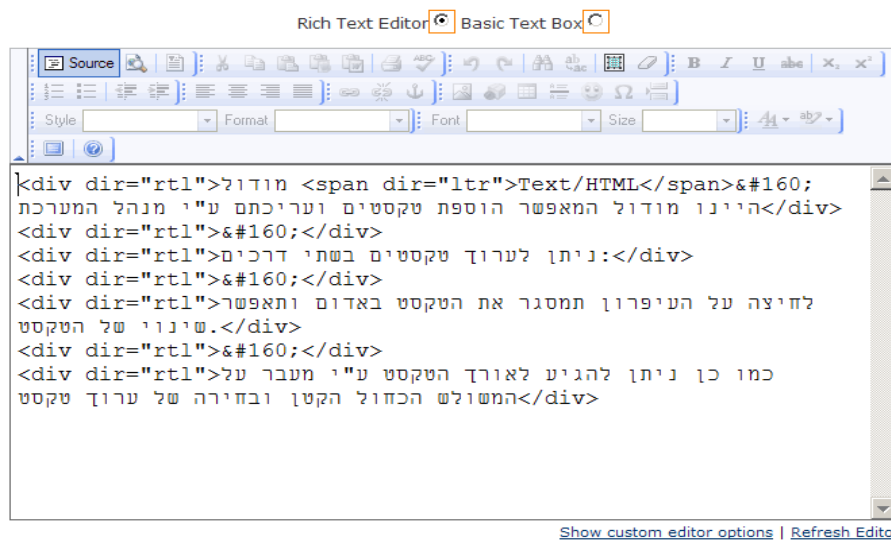 Rich Text Editor Basic Text Box
Source
Style Format Font Size
<div dir="rtl">מודול <span dir="ltr">Text/HTML</span>&#160;
היינו מודול המאפשר הוספת טקסטים ועריכתם ע"י מנהל המערכת</div>
<div dir="rtl">&#160;</div>
<div dir="rtl">ניתן לערוך טקסטים בשתי דרכים:</div>
<div dir="rtl">&#160;</div>
<div dir="rtl">לחיצה על העיפרון תמסגר את הטקסט באדום ותאפשר
שינוי של הטקסט.</div>
<div dir="rtl">&#160;</div>
<div dir="rtl">כמו כן ניתן להגיע לאורך הטקסט ע"י מעבר על
המשולש הכחול הקטן ובחירה של ערוך טקסט</div>
Show custom editor options | Refresh Edito